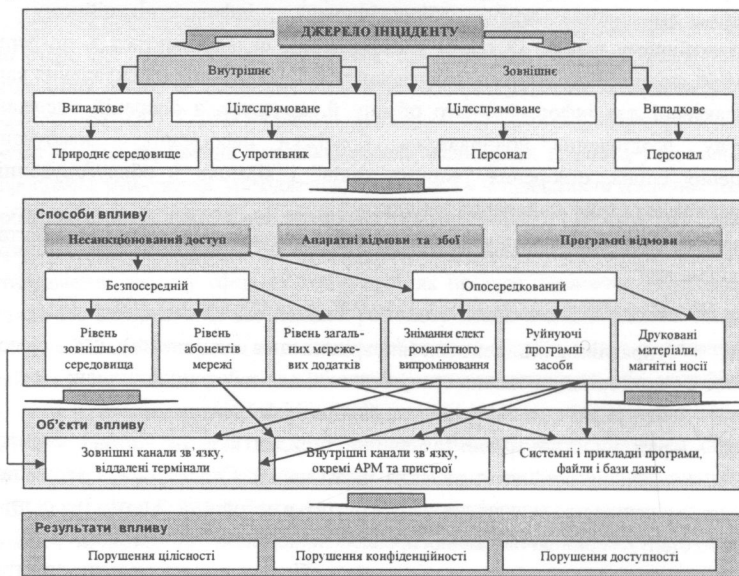 ДЖЕРЕЛО ІНЦИДЕНТУ
Внутрішнє
Зовнішнє
Випадкове
Цілеспрямоване
Цілеспрямоване
Випадкове
Природнє середовище
Супротивник
Персонал
Персонал
Способи впливу
Несанкціонований доступ
Апаратні відмови та збої
Програмні відмови
Безпосередній
Опосередкований
Рівень
зовнішнього
середовища
Рівень
абонентів
мережі
Рівень загаль-
них мереже-
вих додатків
Знімання елект
ромагнітного
випромінювання
Руйнуючі
програмні
засоби
Друковані
матеріали,
магнітні носії
Об'єкти впливу
Зовнішні канали зв'язку,
віддалені термінали
Внутрішні канали зв'язку,
окремі АРМ та пристрої
Системні і прикладні програми,
файли і бази даних
Результати впливу
Порушення цілісності
Порушення конфіденційності
Порушення доступності